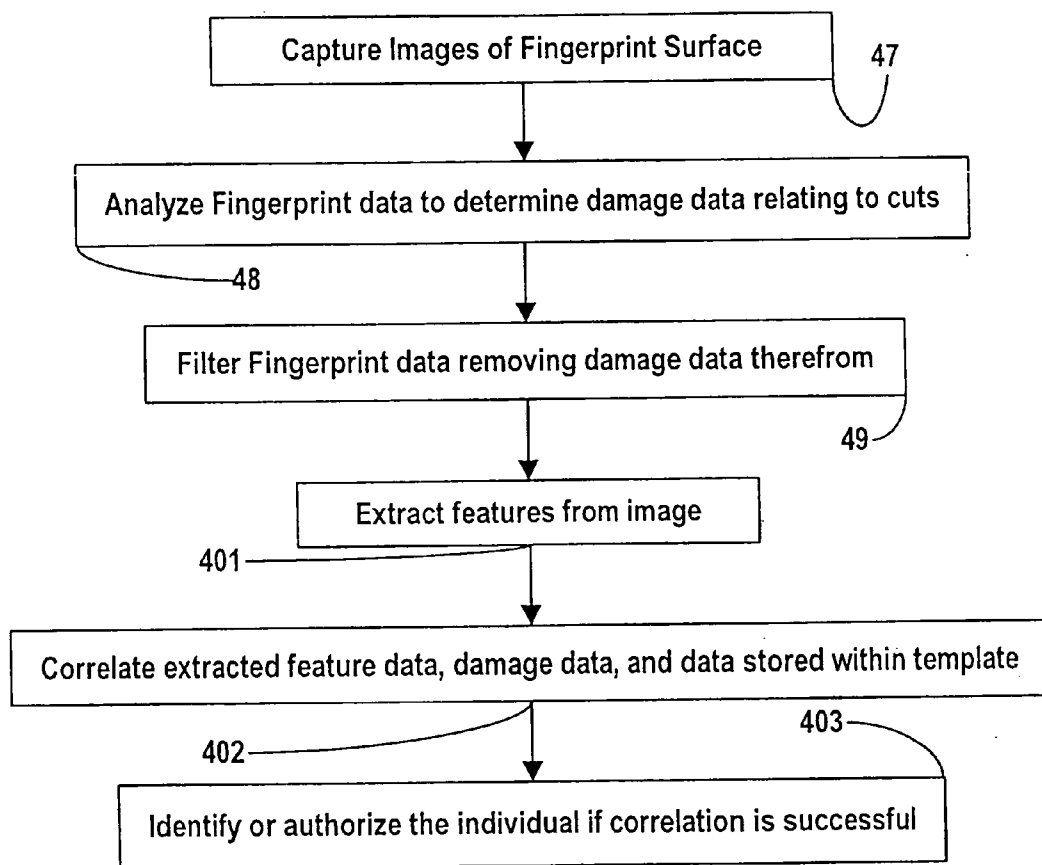 Capture Images of Fingerprint Surface
47
Analyze Fingerprint data to determine damage data relating to cuts
48
Filter Fingerprint data removing damage data therefrom
49
Extract features from image
401
Correlate extracted feature data, damage data, and data stored within template
402
403
Identify or authorize the individual if correlation is successful